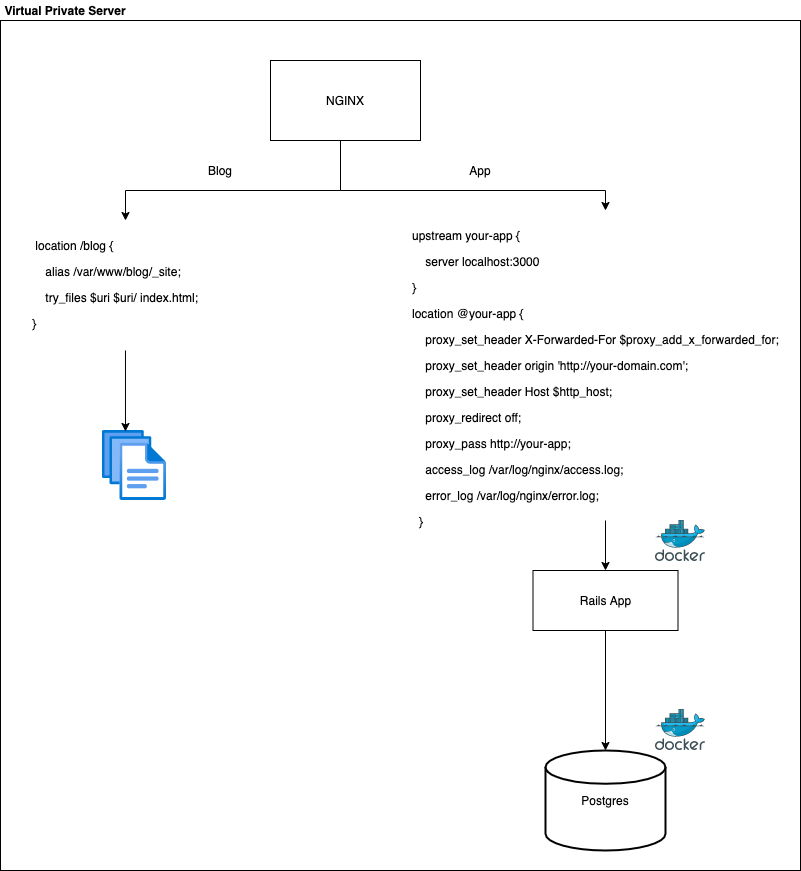 Virtual Private Server
NGINX
Blog
App
location /blog {
alias /var/www/blog/_site;
try_files $uri $uri/ index.html;
}
upstream your-app {
server localhost:3000
}
location @your-app {
proxy_set_header X-Forwarded-For $proxy_add_x_forwarded_for;
proxy_set_header origin 'http://your-domain.com';
proxy_set_header Host $http_host;
proxy_redirect off;
proxy_pass http://your-app;
access_log /var/log/nginx/access.log;
error_log /var/log/nginx/error.log;
}
docker
Rails App
docker
Postgres